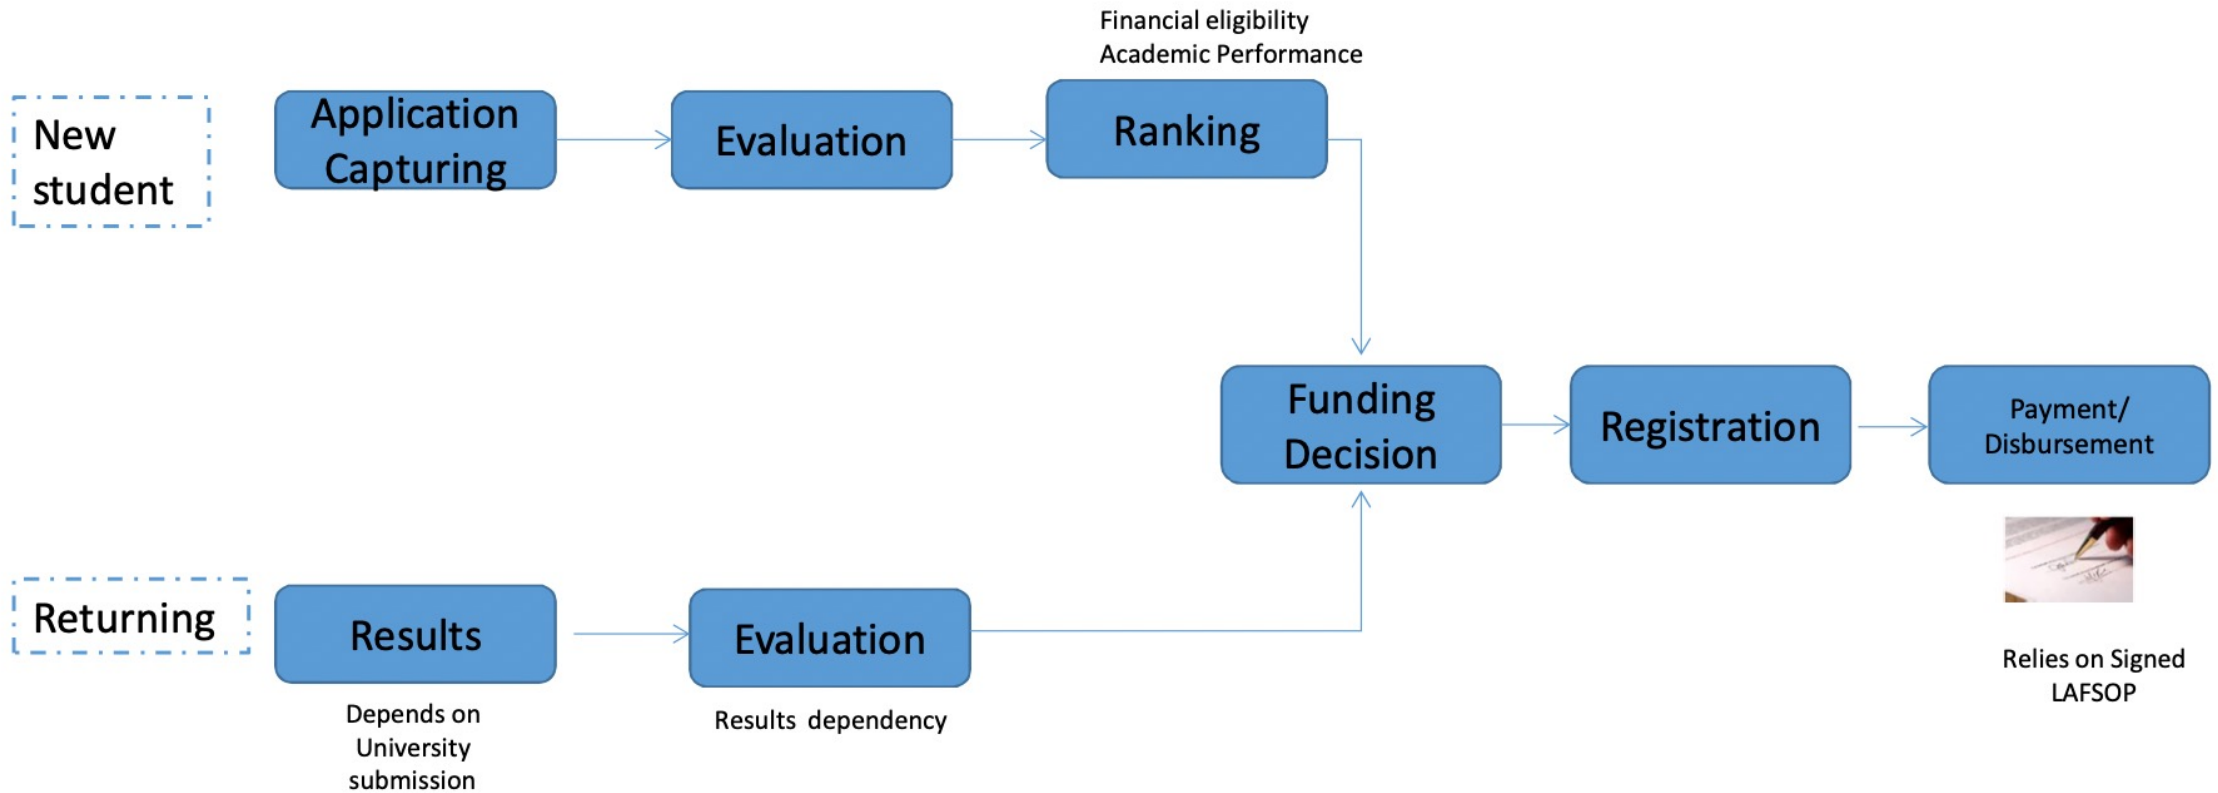 Financial eligibility
Academic Performance
New
student
Application
Capturing
Evaluation
Ranking
Funding
Decision
Registration
Payment/
Disbursement
Returning
Results
Evaluation
Depends on
University
submission
Results dependency
Relies on Signed
LAFSOP